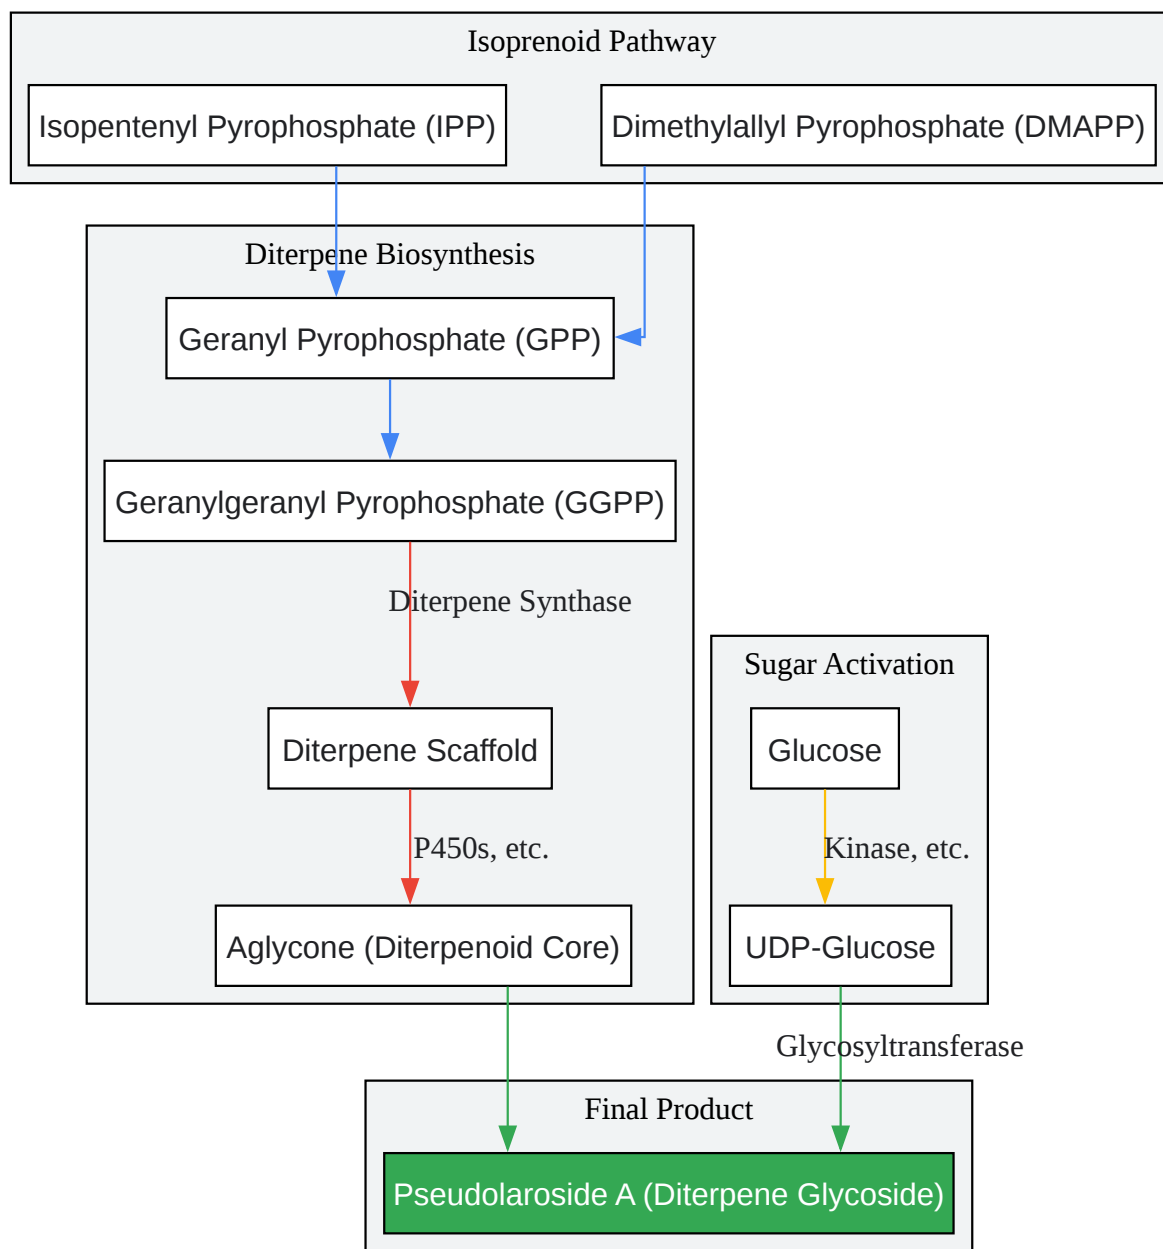 Isoprenoid Pathway
Isopentenyl Pyrophosphate (IPP)
Dimethylallyl Pyrophosphate (DMAPP)
Diterpene Biosynthesis
Geranyl Pyrophosphate (GPP)
Geranylgeranyl Pyrophosphate (GGPP)
Diterpene Synthase
Sugar Activation
Diterpene Scaffold
Glucose
P450s, etc.
Kinase, etc.
Aglycone (Diterpenoid Core)
UDP-Glucose
Glycosyltransferase
Final Product
Pseudolaroside A (Diterpene Glycoside)